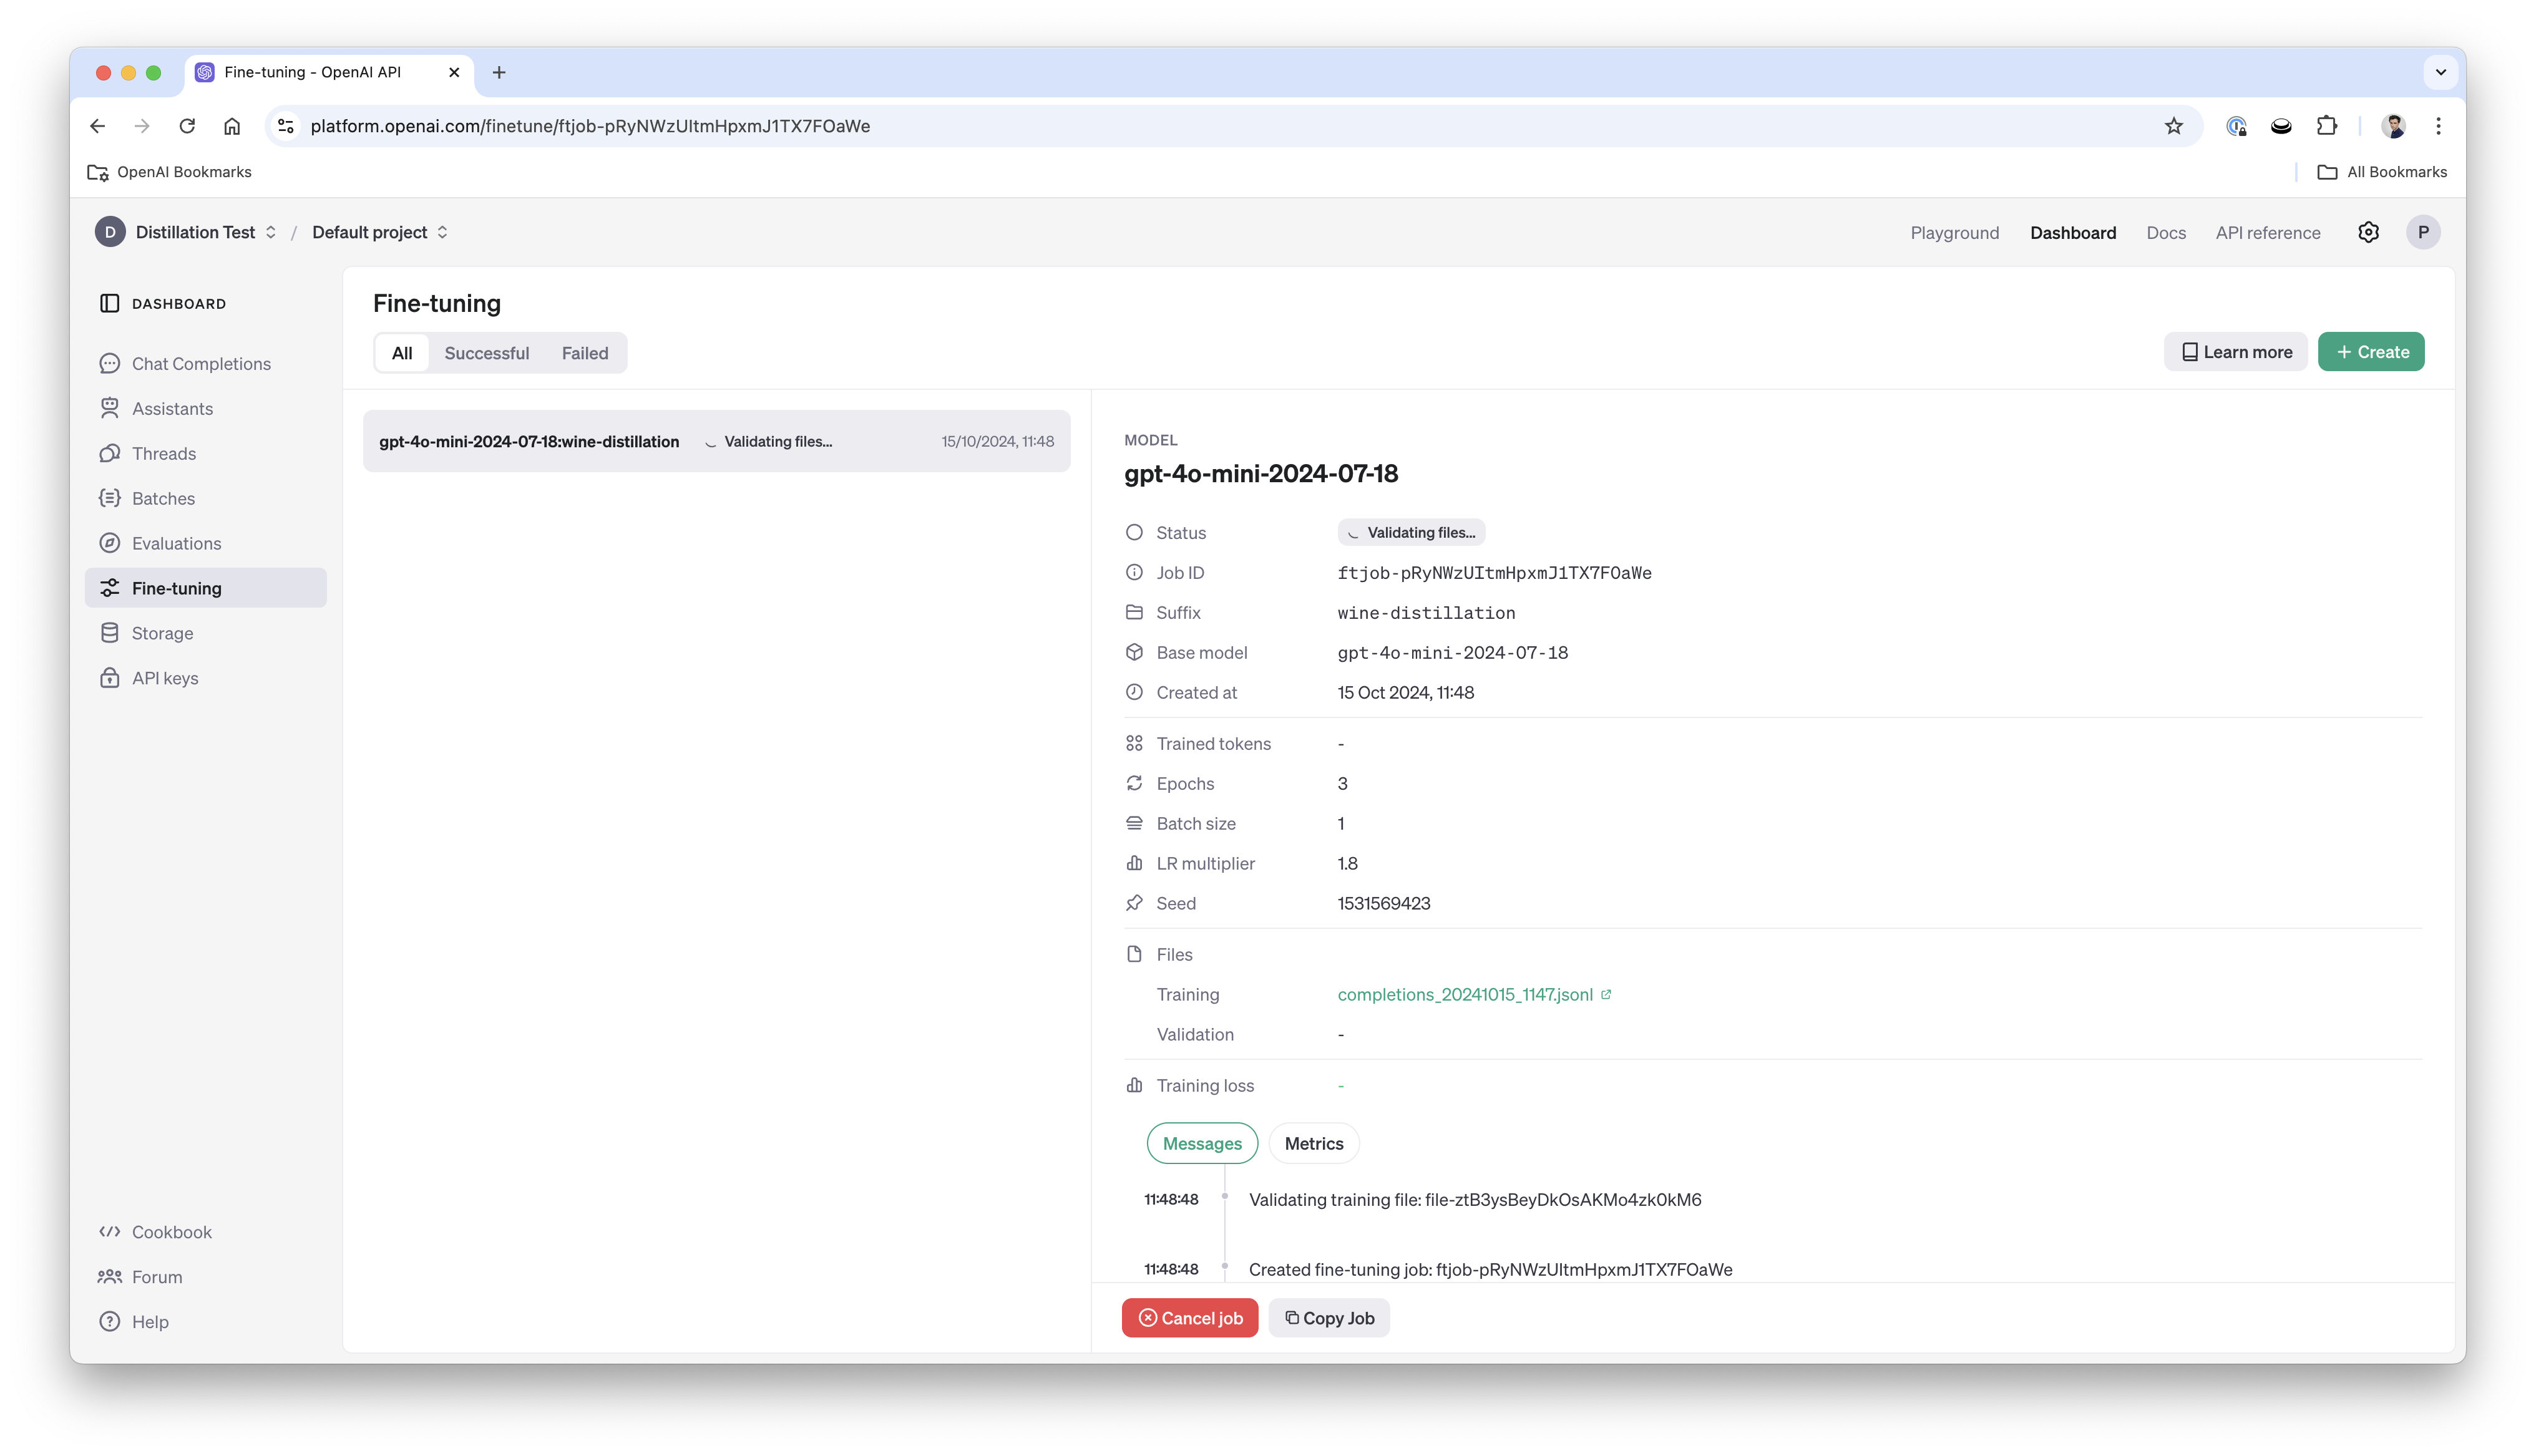 Fine-tuning - OpenAI API
platform.openai.com/finetune/ftjob-pRyNWzUItmHpxmJ1TX7FOaWe
OpenAI Bookmarks
All Bookmarks
D Distillation Test / Default project
Playground Dashboard Docs API reference P
DASHBOARD
Chat Completions
Assistants
Threads
Batches
Evaluations
Fine-tuning
Storage
API keys
Cookbook
Forum
Help
Fine-tuning
All Successful Failed
Learn more + Create
gpt-4o-mini-2024-07-18:wine-distillation Validating files... 15/10/2024, 11:48
MODEL
gpt-4o-mini-2024-07-18
Status Validating files...
Job ID ftjob-pRyNWzUItmHpxmJ1TX7FOaWe
Suffix wine-distillation
Base model gpt-4o-mini-2024-07-18
Created at 15 Oct 2024, 11:48
Trained tokens -
Epochs 3
Batch size 1
LR multiplier 1.8
Seed 1531569423
Files
Training completions_20241015_1147.jsonl
Validation -
Training loss -
Messages Metrics
11:48:48 Validating training file: file-ztB3ysBeyDkOsAKMo4zk0kM6
11:48:48 Created fine-tuning job: ftjob-pRyNWzUItmHpxmJ1TX7FOaWe
Cancel job Copy Job